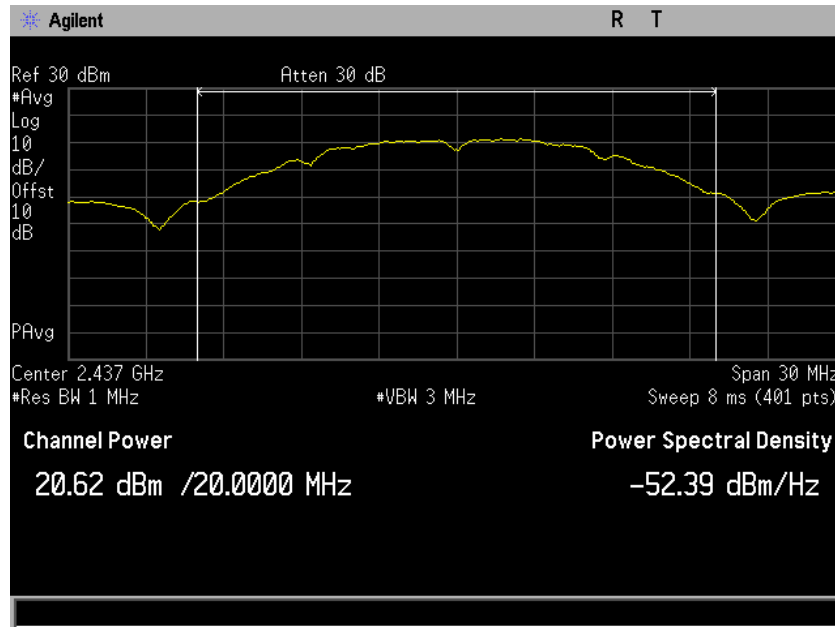 Agilent R T
Ref 30 dBm Atten 30 dB
#Avg
Log
10
dB/
Offst
10
dB
PAvg
Center 2.437 GHz Span 30 MHz
#Res BW 1 MHz #VBW 3 MHz Sweep 8 ms (401 pts)
Channel Power Power Spectral Density
20.62 dBm /20.0000 MHz -52.39 dBm/Hz